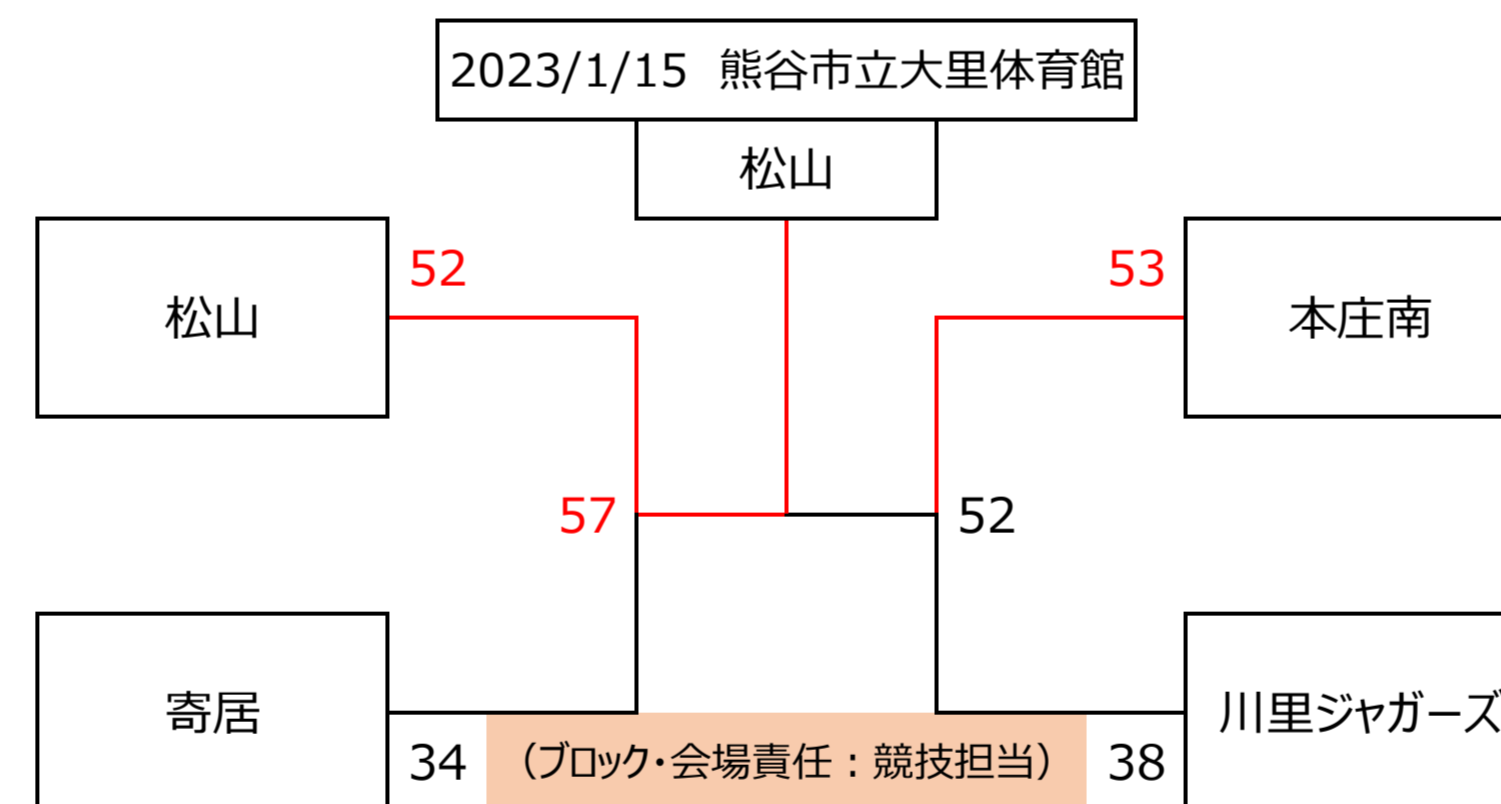 2023/1/15 熊谷市立大里体育館
松山
52
53
松山
本庄南
57
52
寄居
川里ジャガーズ
34
（ブロック・会場責任：競技担当）
38